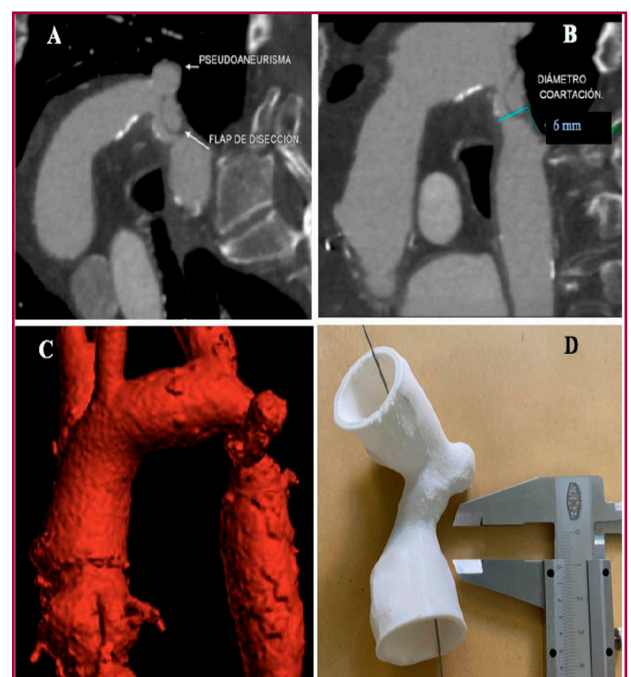 A
PSEUDOANEURISMA
FLAP DE DISECCIÓN.
B
DIÁMETRO
COARTACIÓN.
6 mm
C
D